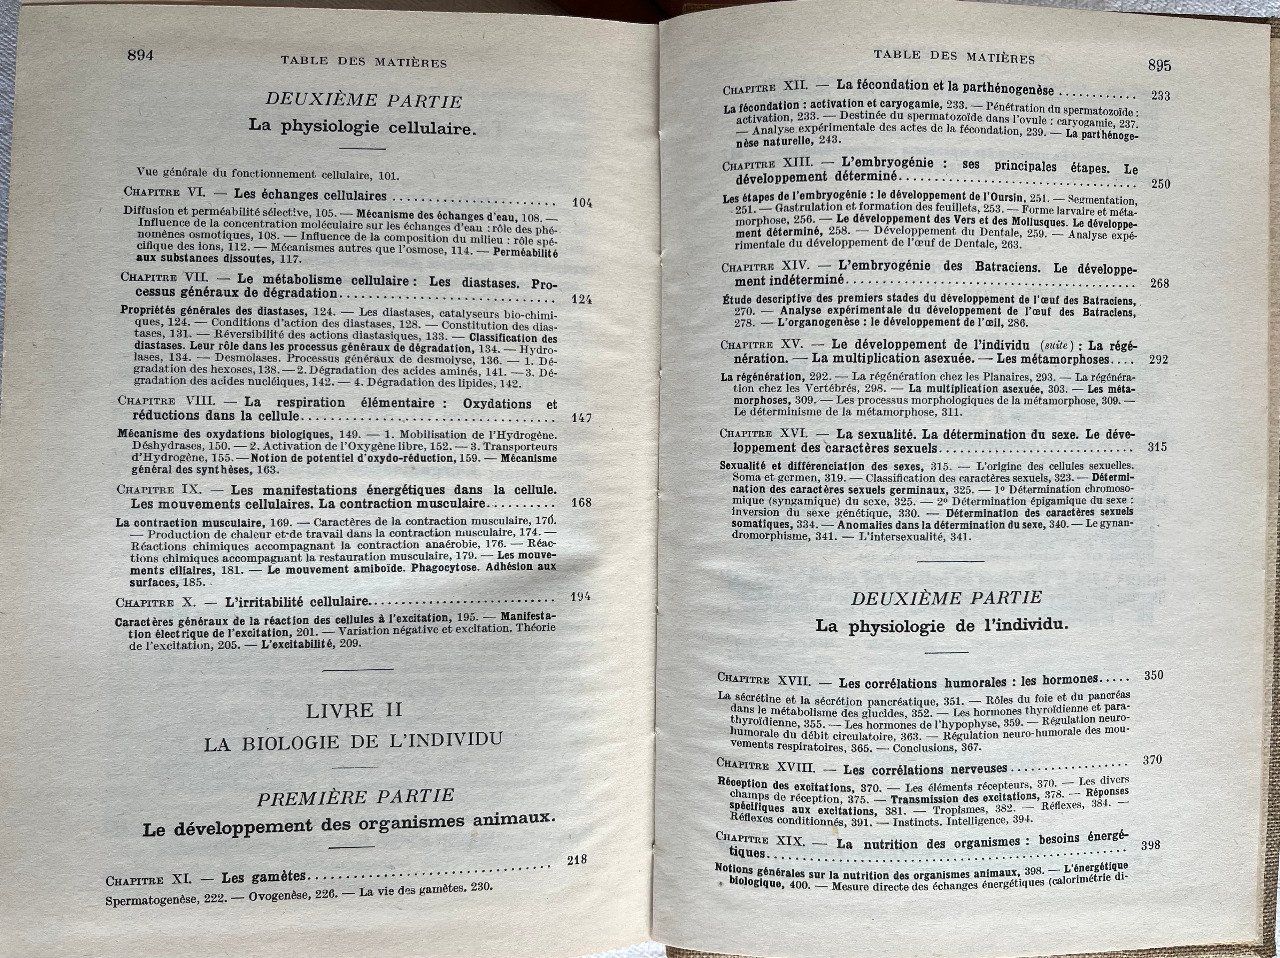 894
TABLE DES MATIÈRES
DEUXIÈME PARTIE
La physiologie cellulaire.
Vue générale du fonctionnement cellulaire, 101.
CHAPITRE VI. — Les échanges cellulaires ........................ 104
Diffusion et perméabilité sélective, 105. — Mécanisme des échanges d'eau, 108. —
Influence de la concentration moléculaire sur les échanges d'eau : rôle des phé-
nomènes osmotiques, 108. — Influence de la composition du milieu : rôle spé-
cifique des ions, 112. — Mécanismes autres que l'osmose, 114. — Perméabilité
aux substances dissoutes, 117.
CHAPITRE VII. — Le métabolisme cellulaire : Les diastases. Pro-
cessus généraux de dégradation................................ 124
Propriétés générales des diastases, 124. — Les diastases, catalyseurs bio-chimi-
ques, 124. — Conditions d'action des diastases, 128. — Constitution des dias-
tases, 131. — Réversibilité des actions diastasiques, 133. — Classification des
diastases. Leur rôle dans les processus généraux de dégradation, 134. — Hydro-
lases, 134. — Desmolases. Processus généraux de desmolyse, 136. — 1. Dé-
gradation des hexoses, 138. — 2. Dégradation des acides aminés, 141. — 3. Dé-
gradation des acides nucléiques, 142. — 4. Dégradation des lipides, 142.
CHAPITRE VIII. — La respiration élémentaire : Oxydations et
réductions dans la cellule...................................... 147
Mécanisme des oxydations biologiques, 149. — 1. Mobilisation de l'Hydrogène.
Déshydrases, 150. — 2. Activation de l'Oxygène libre, 152. — 3. Transporteurs
d'Hydrogène, 155. — Notion de potentiel d'oxydo-réduction, 159. — Mécanisme
général des synthèses, 163.
CHAPITRE IX. — Les manifestations énergétiques dans la cellule.
Les mouvements cellulaires. La contraction musculaire.......... 168
La contraction musculaire, 169. — Caractères de la contraction musculaire, 170.
— Production de chaleur et de travail dans la contraction musculaire, 174. —
Réactions chimiques accompagnant la contraction anaérobie, 176. — Réac-
tions chimiques accompagnant la restauration musculaire, 179. — Les mouve-
ments ciliaires, 181. — Le mouvement amiboïde. Phagocytose. Adhésion aux
surfaces, 185.
CHAPITRE X. — L'irritabilité cellulaire............................ 194
Caractères généraux de la réaction des cellules à l'excitation, 195. — Manifesta-
tion électrique de l'excitation, 201. — Variation négative et excitation. Théorie
de l'excitation, 205. — L'excitabilité, 209.
LIVRE II
LA BIOLOGIE DE L'INDIVIDU
PREMIÈRE PARTIE
Le développement des organismes animaux.
CHAPITRE XI. — Les gamètes.................................... 218
Spermatogenèse, 222. — Ovogenèse, 226. — La vie des gamètes, 230.
TABLE DES MATIÈRES
895
CHAPITRE XII. — La fécondation et la parthénogenèse ............ 233
La fécondation : activation et caryogamie, 233. — Pénétration du spermatozoïde :
activation, 233. — Destinée du spermatozoïde dans l'ovule : caryogamie, 237.
— Analyse expérimentale des actes de la fécondation, 239. — La parthénoge-
nèse naturelle, 243.
CHAPITRE XIII. — L'embryogénie : ses principales étapes. Le
développement déterminé...................................... 250
Les étapes de l'embryogénie : le développement de l'Oursin, 251. — Segmentation,
251. — Gastrulation et formation des feuillets, 253. — Forme larvaire et méta-
morphose, 256. — Le développement des Vers et des Mollusques. Le développe-
ment déterminé, 258. — Développement du Dentale, 259. — Analyse expé-
rimentale du développement de l'œuf de Dentale, 263.
CHAPITRE XIV. — L'embryogénie des Batraciens. Le développe-
ment indéterminé.............................................. 268
Étude descriptive des premiers stades du développement de l'œuf des Batraciens,
270. — Analyse expérimentale du développement de l'œuf des Batraciens,
278. — L'organogenèse : le développement de l'œil, 286.
CHAPITRE XV. — Le développement de l'individu (suite) : La régé-
nération. — La multiplication asexuée. — Les métamorphoses.... 292
La régénération, 292. — La régénération chez les Planaires, 293. — La régénéra-
tion chez les Vertébrés, 298. — La multiplication asexuée, 303. — Les méta-
morphoses, 309. — Les processus morphologiques de la métamorphose, 309. —
Le déterminisme de la métamorphose, 311.
CHAPITRE XVI. — La sexualité. La détermination du sexe. Le déve-
loppement des caractères sexuels.............................. 315
Sexualité et différenciation des sexes, 315. — L'origine des cellules sexuelles.
Soma et germen, 319. — Classification des caractères sexuels, 323. — Détermi-
nation des caractères sexuels germinaux, 325. — 1º Détermination chromoso-
mique (syngamique) du sexe, 325. — 2º Détermination épigamique du sexe :
inversion du sexe génétique, 330. — Détermination des caractères sexuels
somatiques, 334. — Anomalies dans la détermination du sexe, 340. — Le gynan-
dromorphisme, 341. — L'intersexualité, 341.
DEUXIÈME PARTIE
La physiologie de l'individu.
CHAPITRE XVII. — Les corrélations humorales : les hormones..... 350
La sécrétine et la sécrétion pancréatique, 351. — Rôles du foie et du pancréas
dans le métabolisme des glucides, 352. — Les hormones thyroïdienne et para-
thyroïdienne, 355. — Les hormones de l'hypophyse, 359. — Régulation neuro-
humorale du débit circulatoire, 363. — Régulation neuro-humorale des mou-
vements respiratoires, 365. — Conclusions, 367.
CHAPITRE XVIII. — Les corrélations nerveuses .................. 370
Réception des excitations, 370. — Les éléments récepteurs, 370. — Les divers
champs de réception, 375. — Transmission des excitations, 378. — Réponses
spécifiques aux excitations, 381. — Tropismes, 382. — Réflexes, 384. —
Réflexes conditionnés, 391. — Instincts. Intelligence, 394.
CHAPITRE XIX. — La nutrition des organismes : besoins énergé-
tiques........................................................ 398
Notions générales sur la nutrition des organismes animaux, 398. — L'énergétique
biologique, 400. — Mesure directe des échanges énergétiques (calorimétrie di-